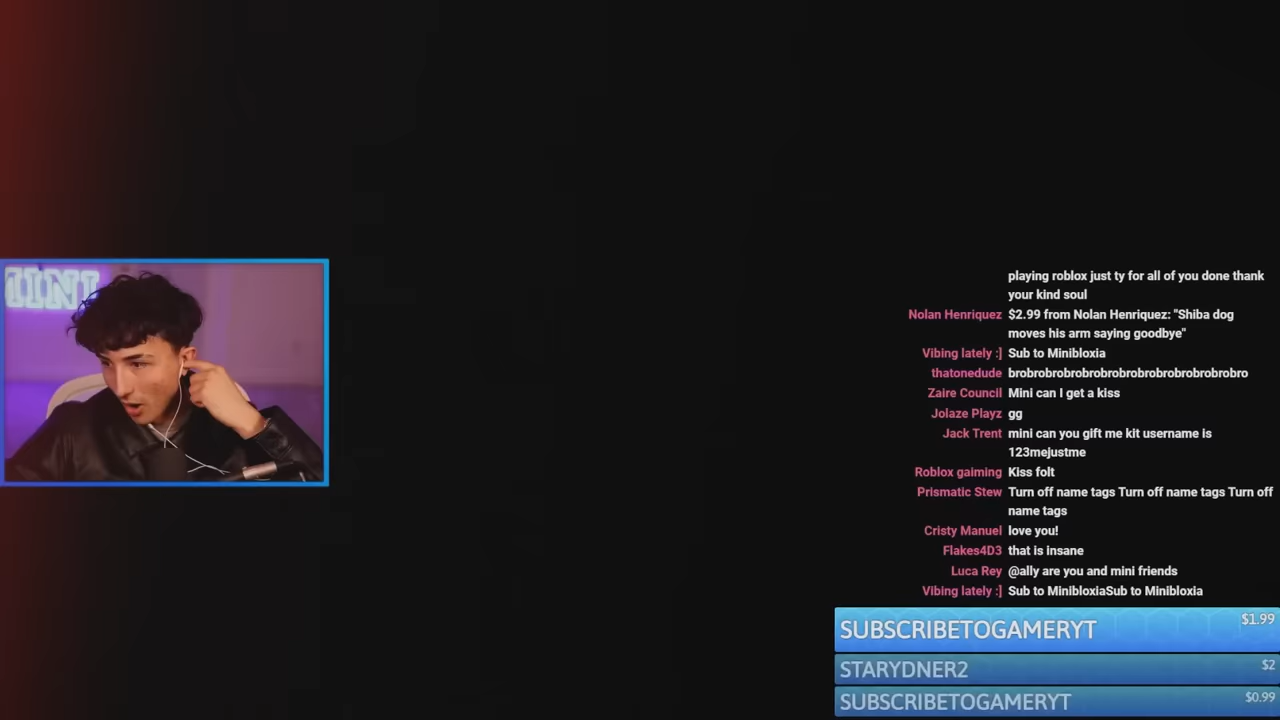 MINI
playing roblox just ty for all of you done thank
your kind soul
Nolan Henriquez $2.99 from Nolan Henriquez: "Shiba dog
moves his arm saying goodbye"
Vibing lately :] Sub to Minibloxia
thatonedude brobrobrobrobrobrobrobrobrobrobrobrobro
Zaire Council Mini can I get a kiss
Jolaze Playz gg
Jack Trent mini can you gift me kit username is
123mejustme
Roblox gaiming Kiss folt
Prismatic Stew Turn off name tags Turn off name tags Turn off
name tags
Cristy Manuel love you!
Flakes4D3 that is insane
Luca Rey @ally are you and mini friends
Vibing lately :] Sub to MinibloxiaSub to Minibloxia
SUBSCRIBETOGAMERYT $1.99
STARYDNER2 $2
SUBSCRIBETOGAMERYT $0.99